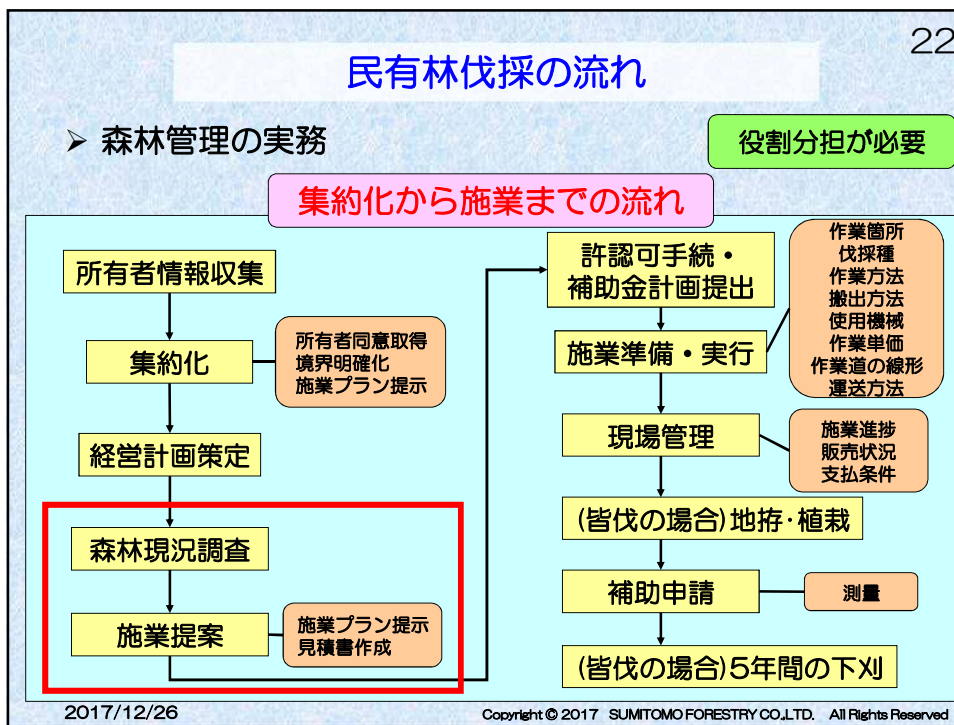 22
民有林伐採の流れ
➢ 森林管理の実務
役割分担が必要
集約化から施業までの流れ
所有者情報収集
集約化
所有者同意取得
境界明確化
施業プラン提示
経営計画策定
森林現況調査
施業提案
施業プラン提示
見積書作成
許認可手続・
補助金計画提出
施業準備・実行
作業箇所
伐採種
作業方法
搬出方法
使用機械
作業単価
作業道の線形
運送方法
現場管理
施業進捗
販売状況
支払条件
(皆伐の場合)地拵・植栽
補助申請
測量
(皆伐の場合)5年間の下刈
2017/12/26
Copyright © 2017 SUMITOMO FORESTRY CO.,LTD. All Rights Reserved